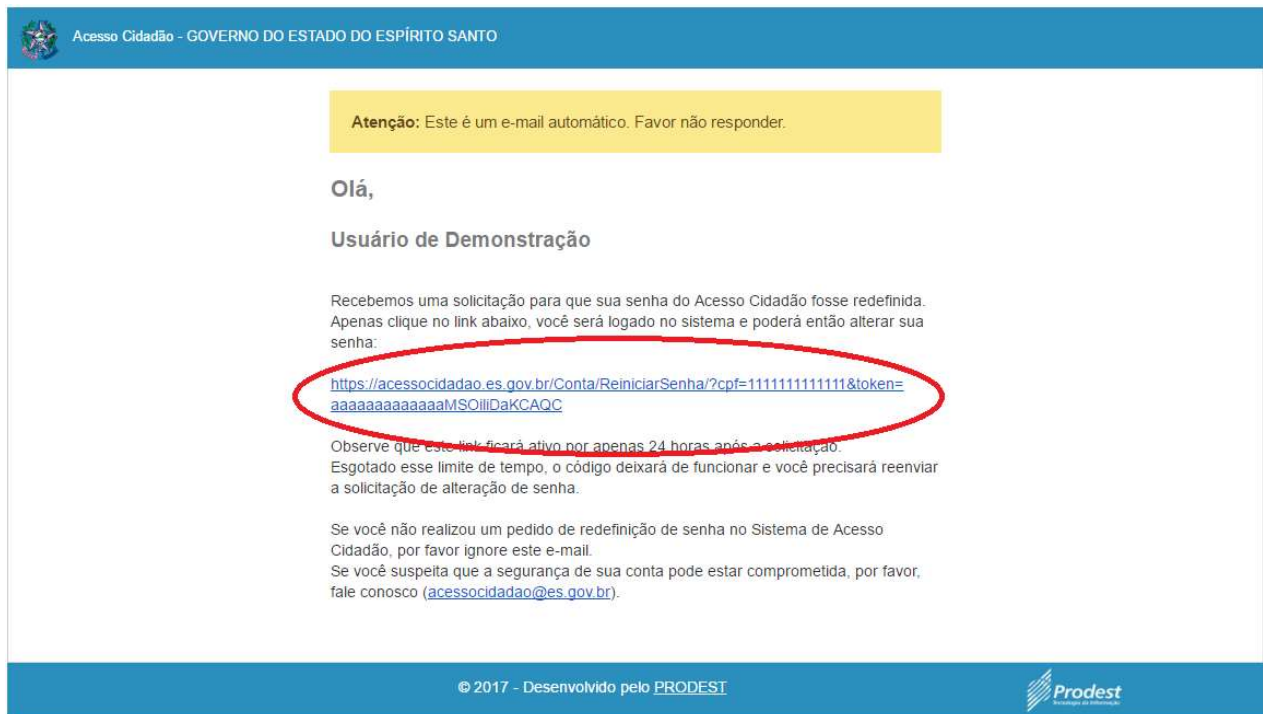 Acesso Cidadão - GOVERNO DO ESTADO DO ESPÍRITO SANTO
Atenção: Este é um e-mail automático. Favor não responder.
Olá,
Usuário de Demonstração
Recebemos uma solicitação para que sua senha do Acesso Cidadão fosse redefinida.
Apenas clique no link abaixo, você será logado no sistema e poderá então alterar sua
senha:
https://acessocidadao.es.gov.br/Conta/ReiniciarSenha/?cpf=1111111111111&token=
aaaaaaaaaaaaaMSOiliDaKCAQC
Observe que este link ficará ativo por apenas 24 horas após a solicitação.
Esgotado esse limite de tempo, o código deixará de funcionar e você precisará reenviar
a solicitação de alteração de senha.
Se você não realizou um pedido de redefinição de senha no Sistema de Acesso
Cidadão, por favor ignore este e-mail.
Se você suspeita que a segurança de sua conta pode estar comprometida, por favor,
fale conosco (acessocidadao@es.gov.br).
© 2017 - Desenvolvido pelo PRODEST
Prodest
Tecnologia da Informação